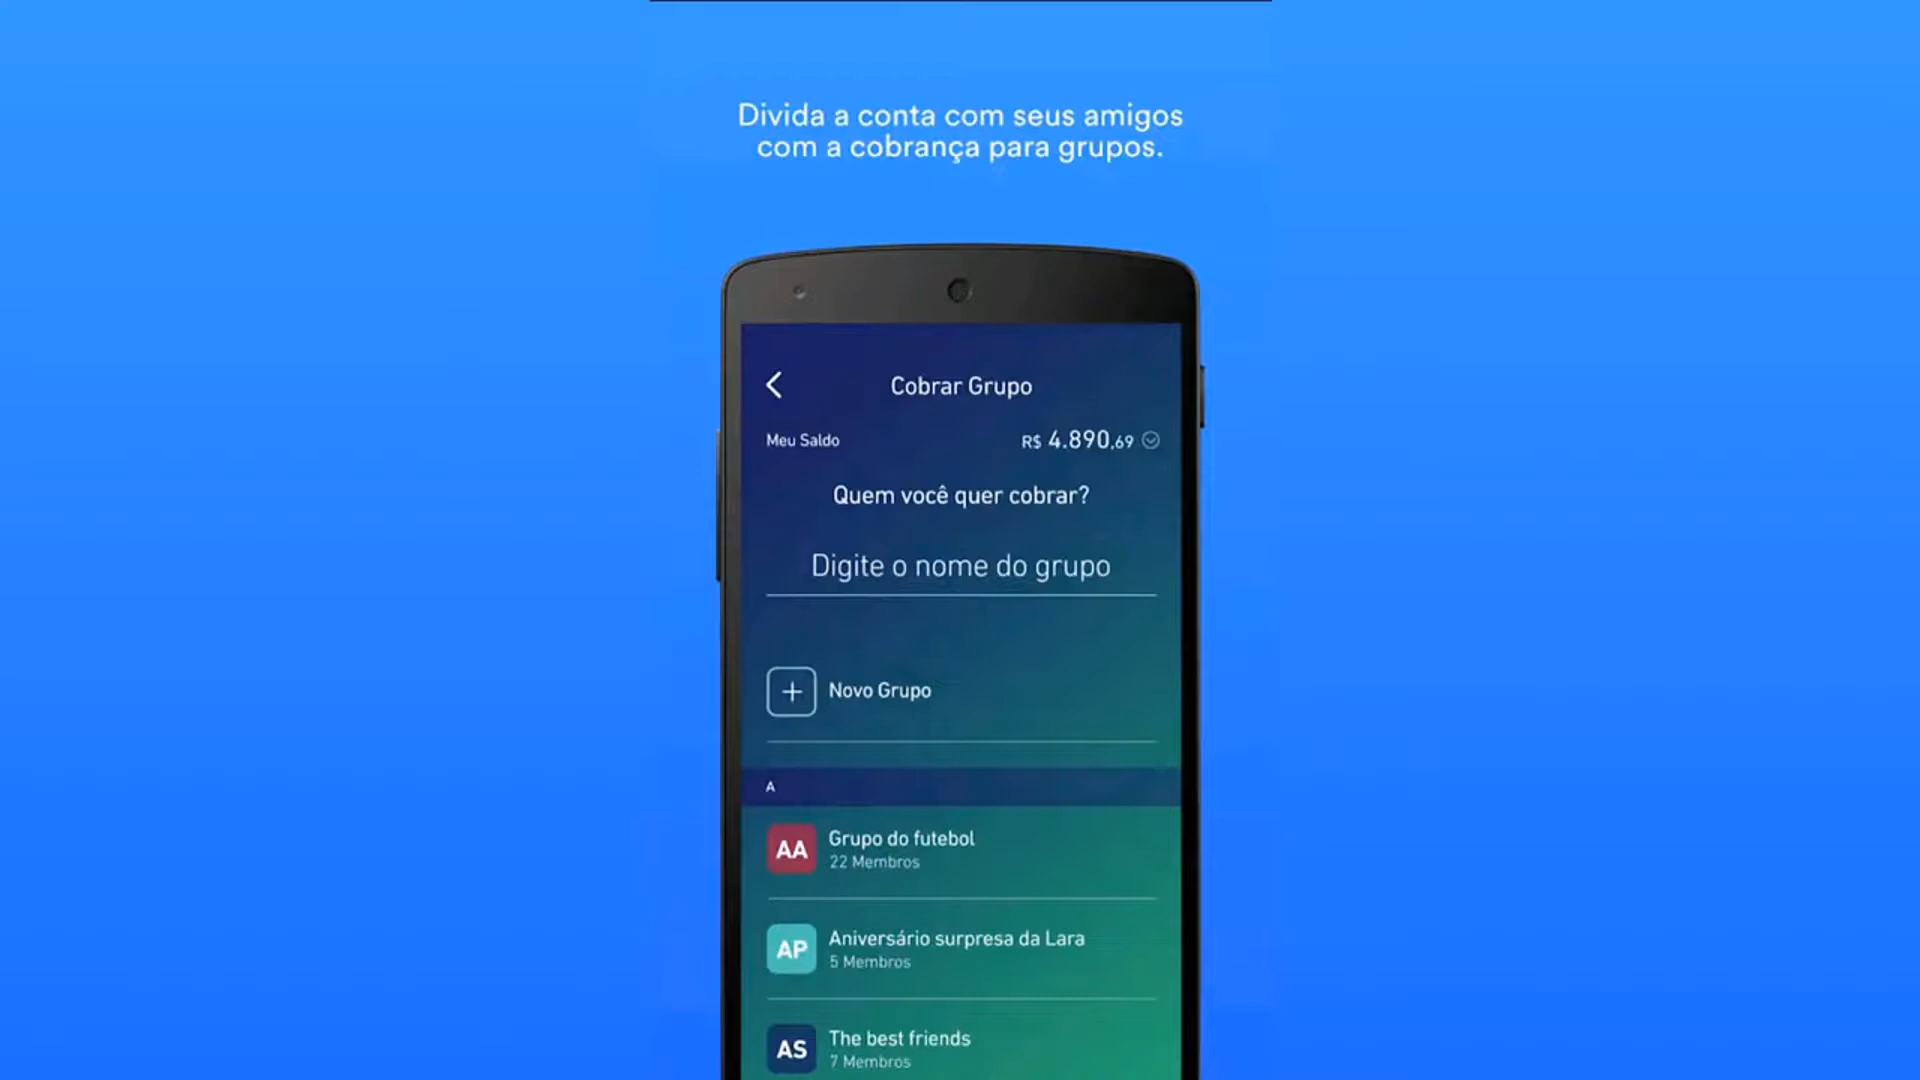 Divida a conta com seus amigos
com a cobrança para grupos.
Cobrar Grupo
Meu Saldo
R$ 4.890,69
Quem você quer cobrar?
Digite o nome do grupo
Novo Grupo
A
AA
Grupo do futebol
22 Membros
AP
Aniversário surpresa da Lara
5 Membros
AS
The best friends
7 Membros